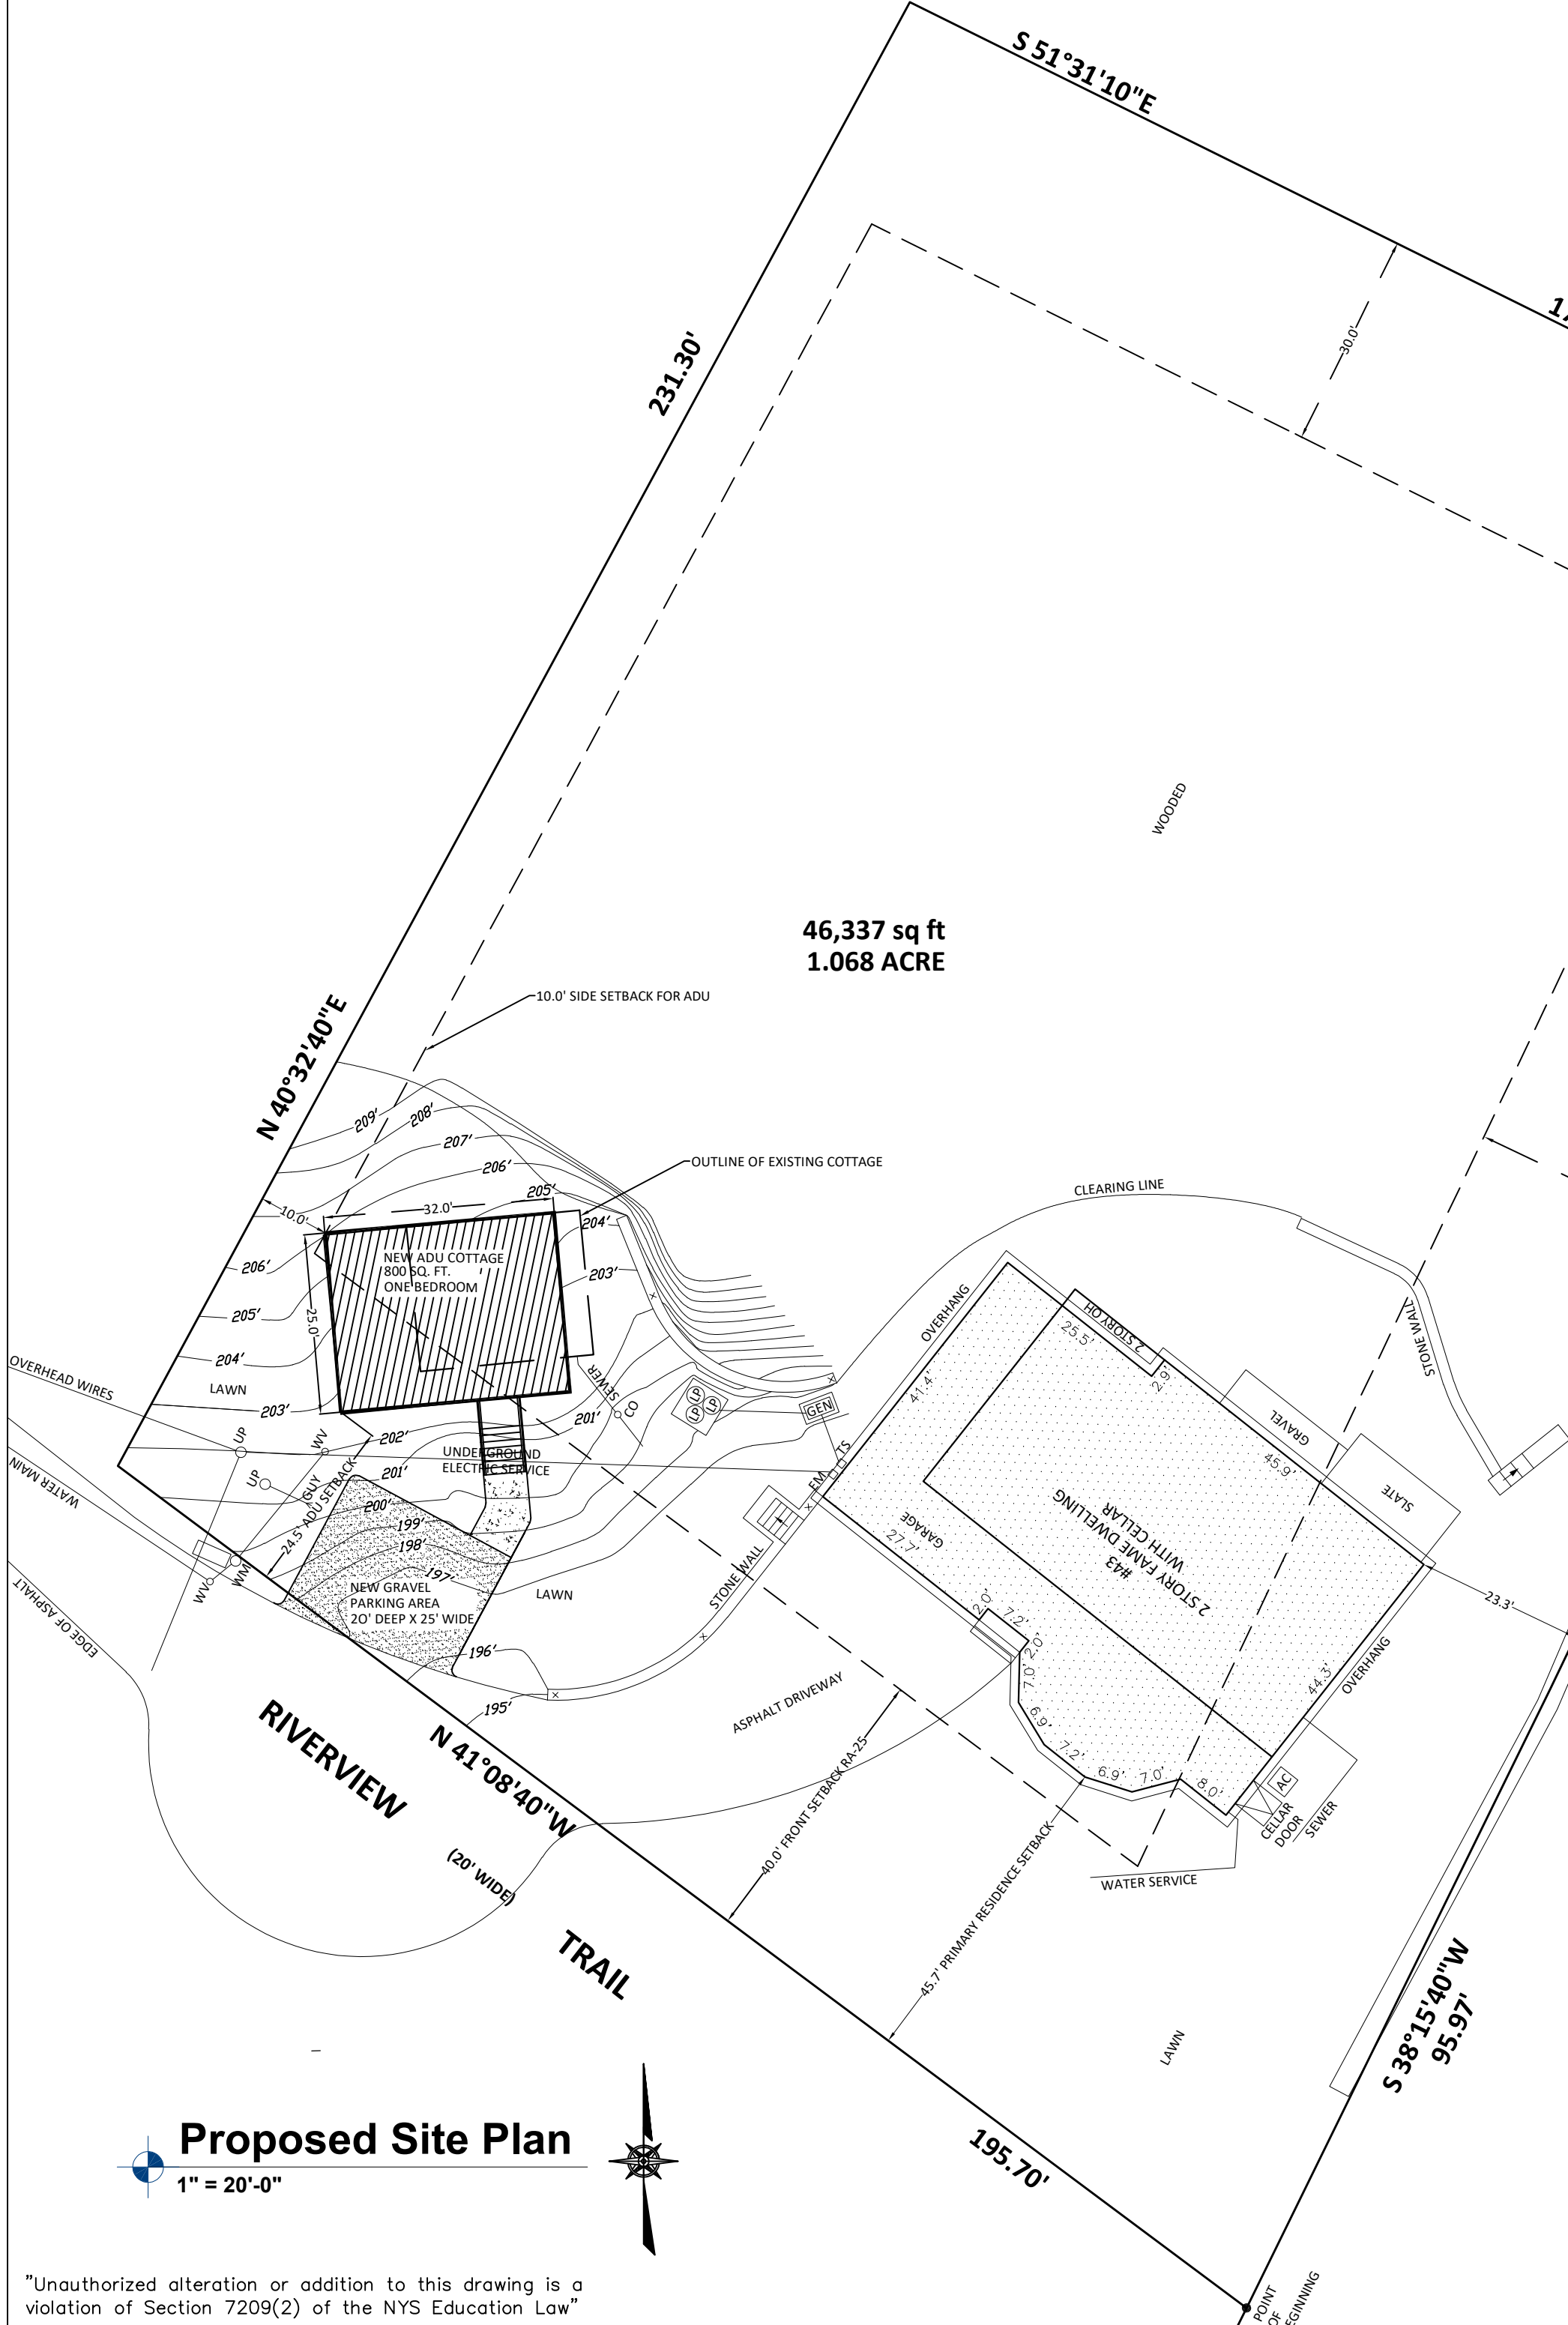 S 51°31'10"E
231.30'
30.0'
WOODED
46,337 sq ft
1.068 ACRE
10.0' SIDE SETBACK FOR ADU
N 40°32'40"E
209'
208'
207'
206'
205'
204'
203'
OUTLINE OF EXISTING COTTAGE
CLEARING LINE
10.0'
32.0'
25.0'
NEW ADU COTTAGE
800 SQ. FT.
ONE BEDROOM
206'
205'
204'
LAWN
203'
202'
201'
200'
199'
198'
197'
196'
195'
201'
OVERHEAD WIRES
UP
UP
WV
GUY
WV
WM
WATER MAIN
EDGE OF ASPHALT
24.5' ADU SETBACK
SEWER
CO
LP
LP
LP
GEN
EM
TS
UNDERGROUND
ELECTRIC SERVICE
NEW GRAVEL
PARKING AREA
20' DEEP X 25' WIDE
LAWN
STONE WALL
OVERHANG
41.4'
25.5'
2 STORY OH
2.9'
GRAVEL
45.9'
SLATE
STONE WALL
GARAGE
27.7'
#43
2 STORY FAME DWELLING
WITH CELLAR
2.0'
7.2'
2.0'
7.0'
6.9'
7.2'
6.9'
7.0'
8.0'
44.3'
OVERHANG
23.3'
AC
CELLAR
DOOR
SEWER
WATER SERVICE
ASPHALT DRIVEWAY
40.0' FRONT SETBACK RA-25
45.7' PRIMARY RESIDENCE SETBACK
RIVERVIEW
N 41°08'40"W
(20' WIDE)
TRAIL
LAWN
S 38°15'40"W
95.97'
195.70'
POINT
OF
Proposed Site Plan
1" = 20'-0"
"Unauthorized alteration or addition to this drawing is a
violation of Section 7209(2) of the NYS Education Law"